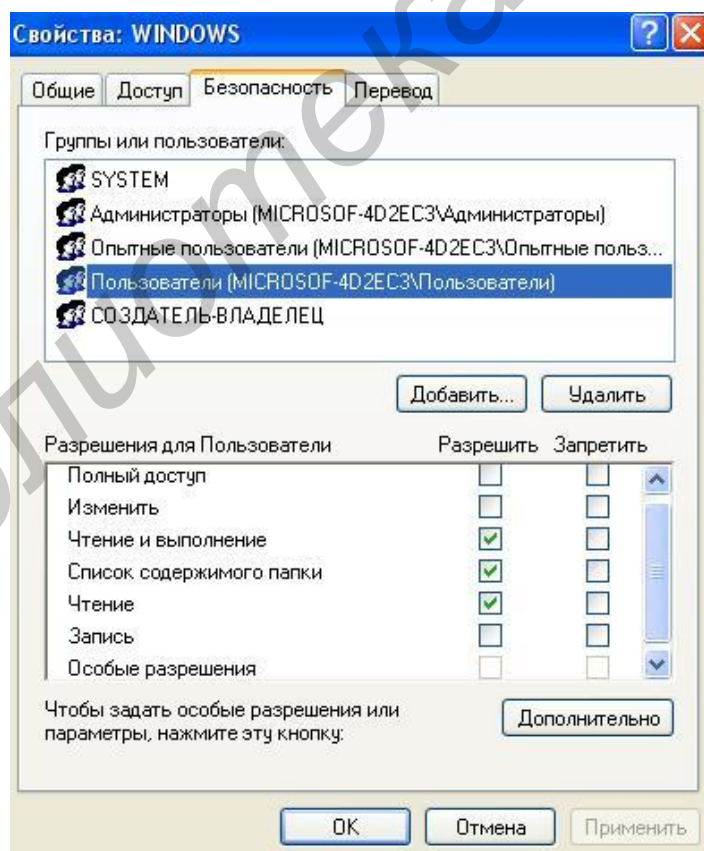 Свойства: WINDOWS
Общие Доступ Безопасность Перевод
Группы или пользователи:
SYSTEM
Администраторы (MICROSOF-4D2EC3\Администраторы)
Опытные пользователи (MICROSOF-4D2EC3\Опытные польз...
Пользователи (MICROSOF-4D2EC3\Пользователи)
СОЗДАТЕЛЬ-ВЛАДЕЛЕЦ
Добавить... Удалить
Разрешения для Пользователи Разрешить Запретить
Полный доступ
Изменить
Чтение и выполнение
Список содержимого папки
Чтение
Запись
Особые разрешения
Чтобы задать особые разрешения или
параметры, нажмите эту кнопку:
Дополнительно
OK Отмена Применить